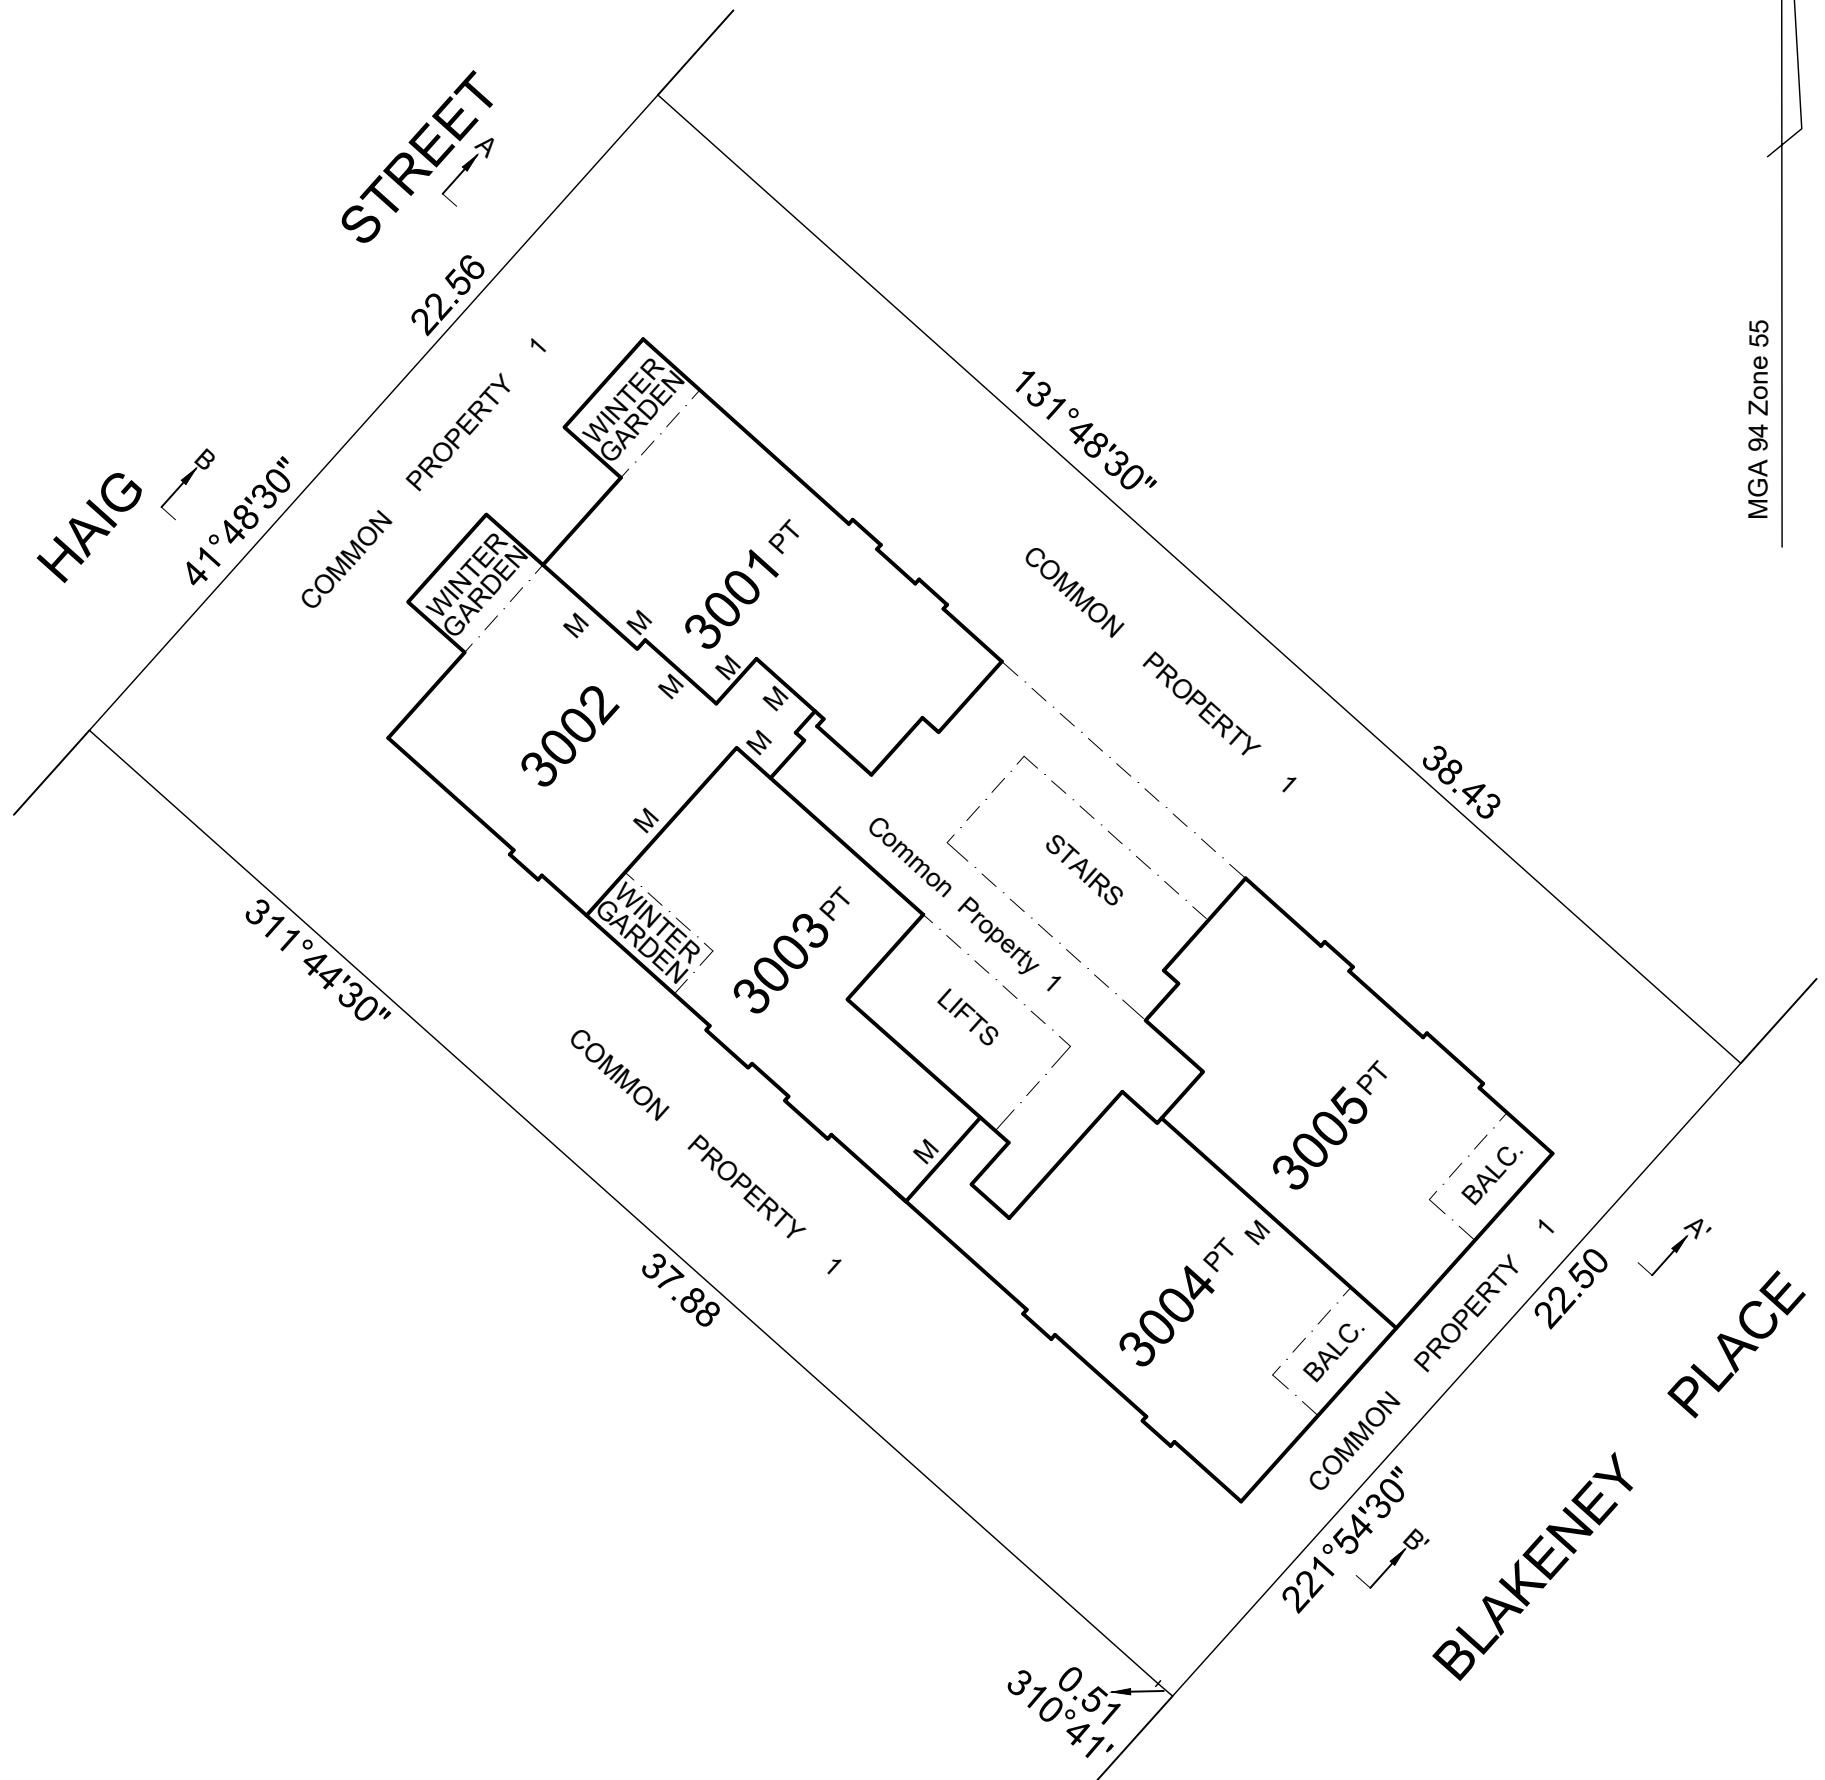 HAIG STREET
A
B
22.56
41°48'30"
COMMON PROPERTY 1
MGA 94 Zone 55
131°48'30"
38.43
COMMON PROPERTY 1
WINTER
GARDEN
3001 PT
M
M
M
M
M
WINTER
GARDEN
3002
M
M
STAIRS
Common Property 1
LIFTS
WINTER
GARDEN
3003 PT
M
311°44'30"
37.88
COMMON PROPERTY 1
3005 PT
BALC.
3004 PT
M
BALC.
COMMON PROPERTY 1
22.50
221°54'30"
A'
B'
BLAKENEY PLACE
0.51
310°41'